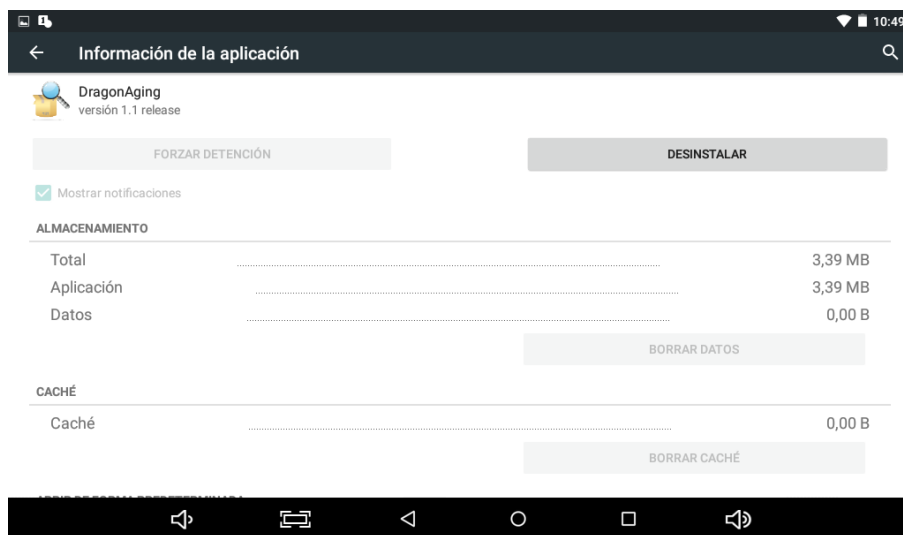 10:49
Información de la aplicación
DragonAging
versión 1.1 release
FORZAR DETENCIÓN
DESINSTALAR
Mostrar notificaciones
ALMACENAMIENTO
Total 3,39 MB
Aplicación 3,39 MB
Datos 0,00 B
BORRAR DATOS
CACHÉ
Caché 0,00 B
BORRAR CACHÉ